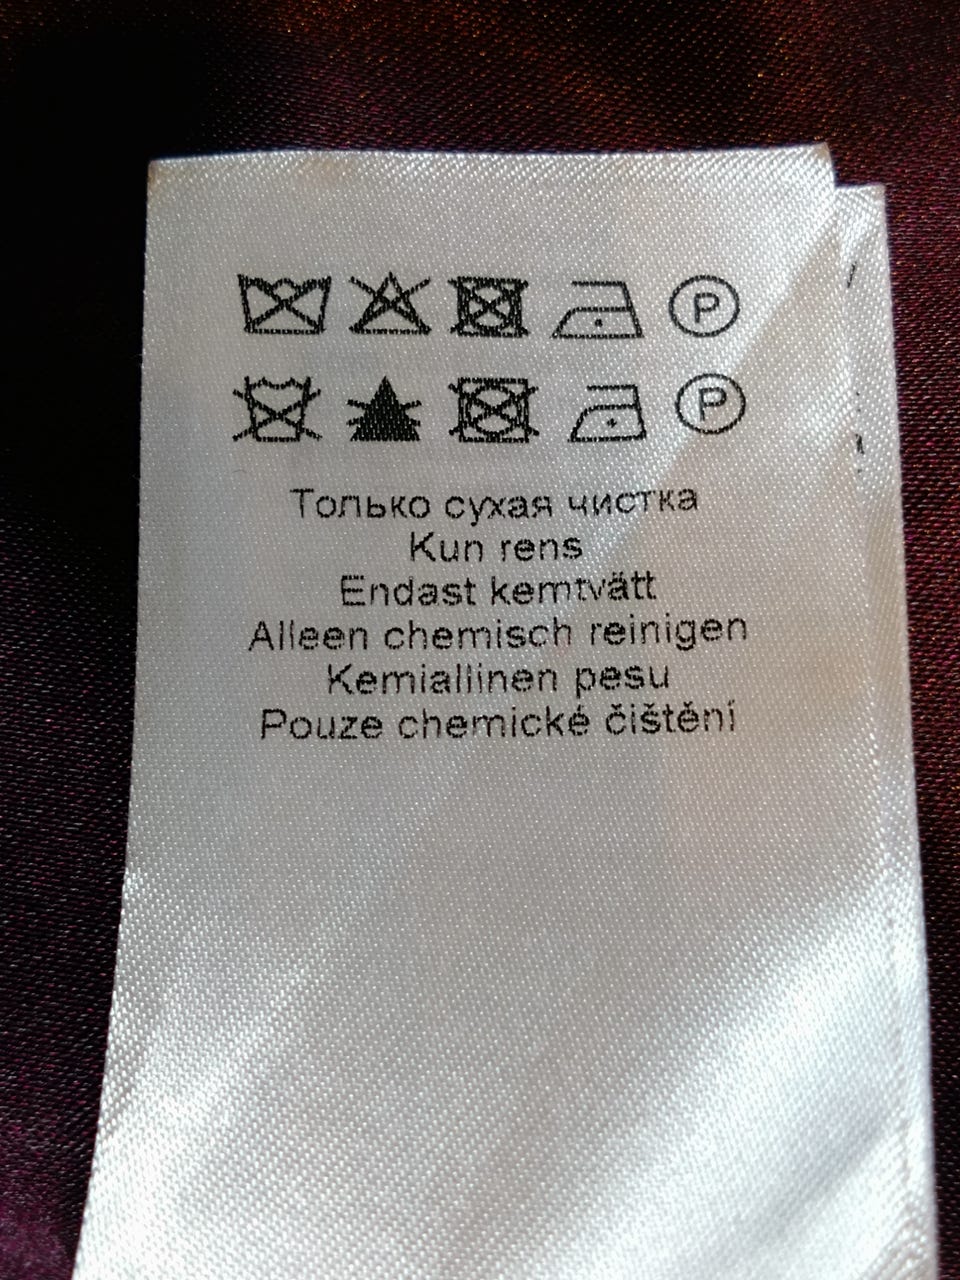 P
P
Только сухая чистка
Kun rens
Endast kemtvätt
Alleen chemisch reinigen
Kemiallinen pesu
Pouze chemické čištění